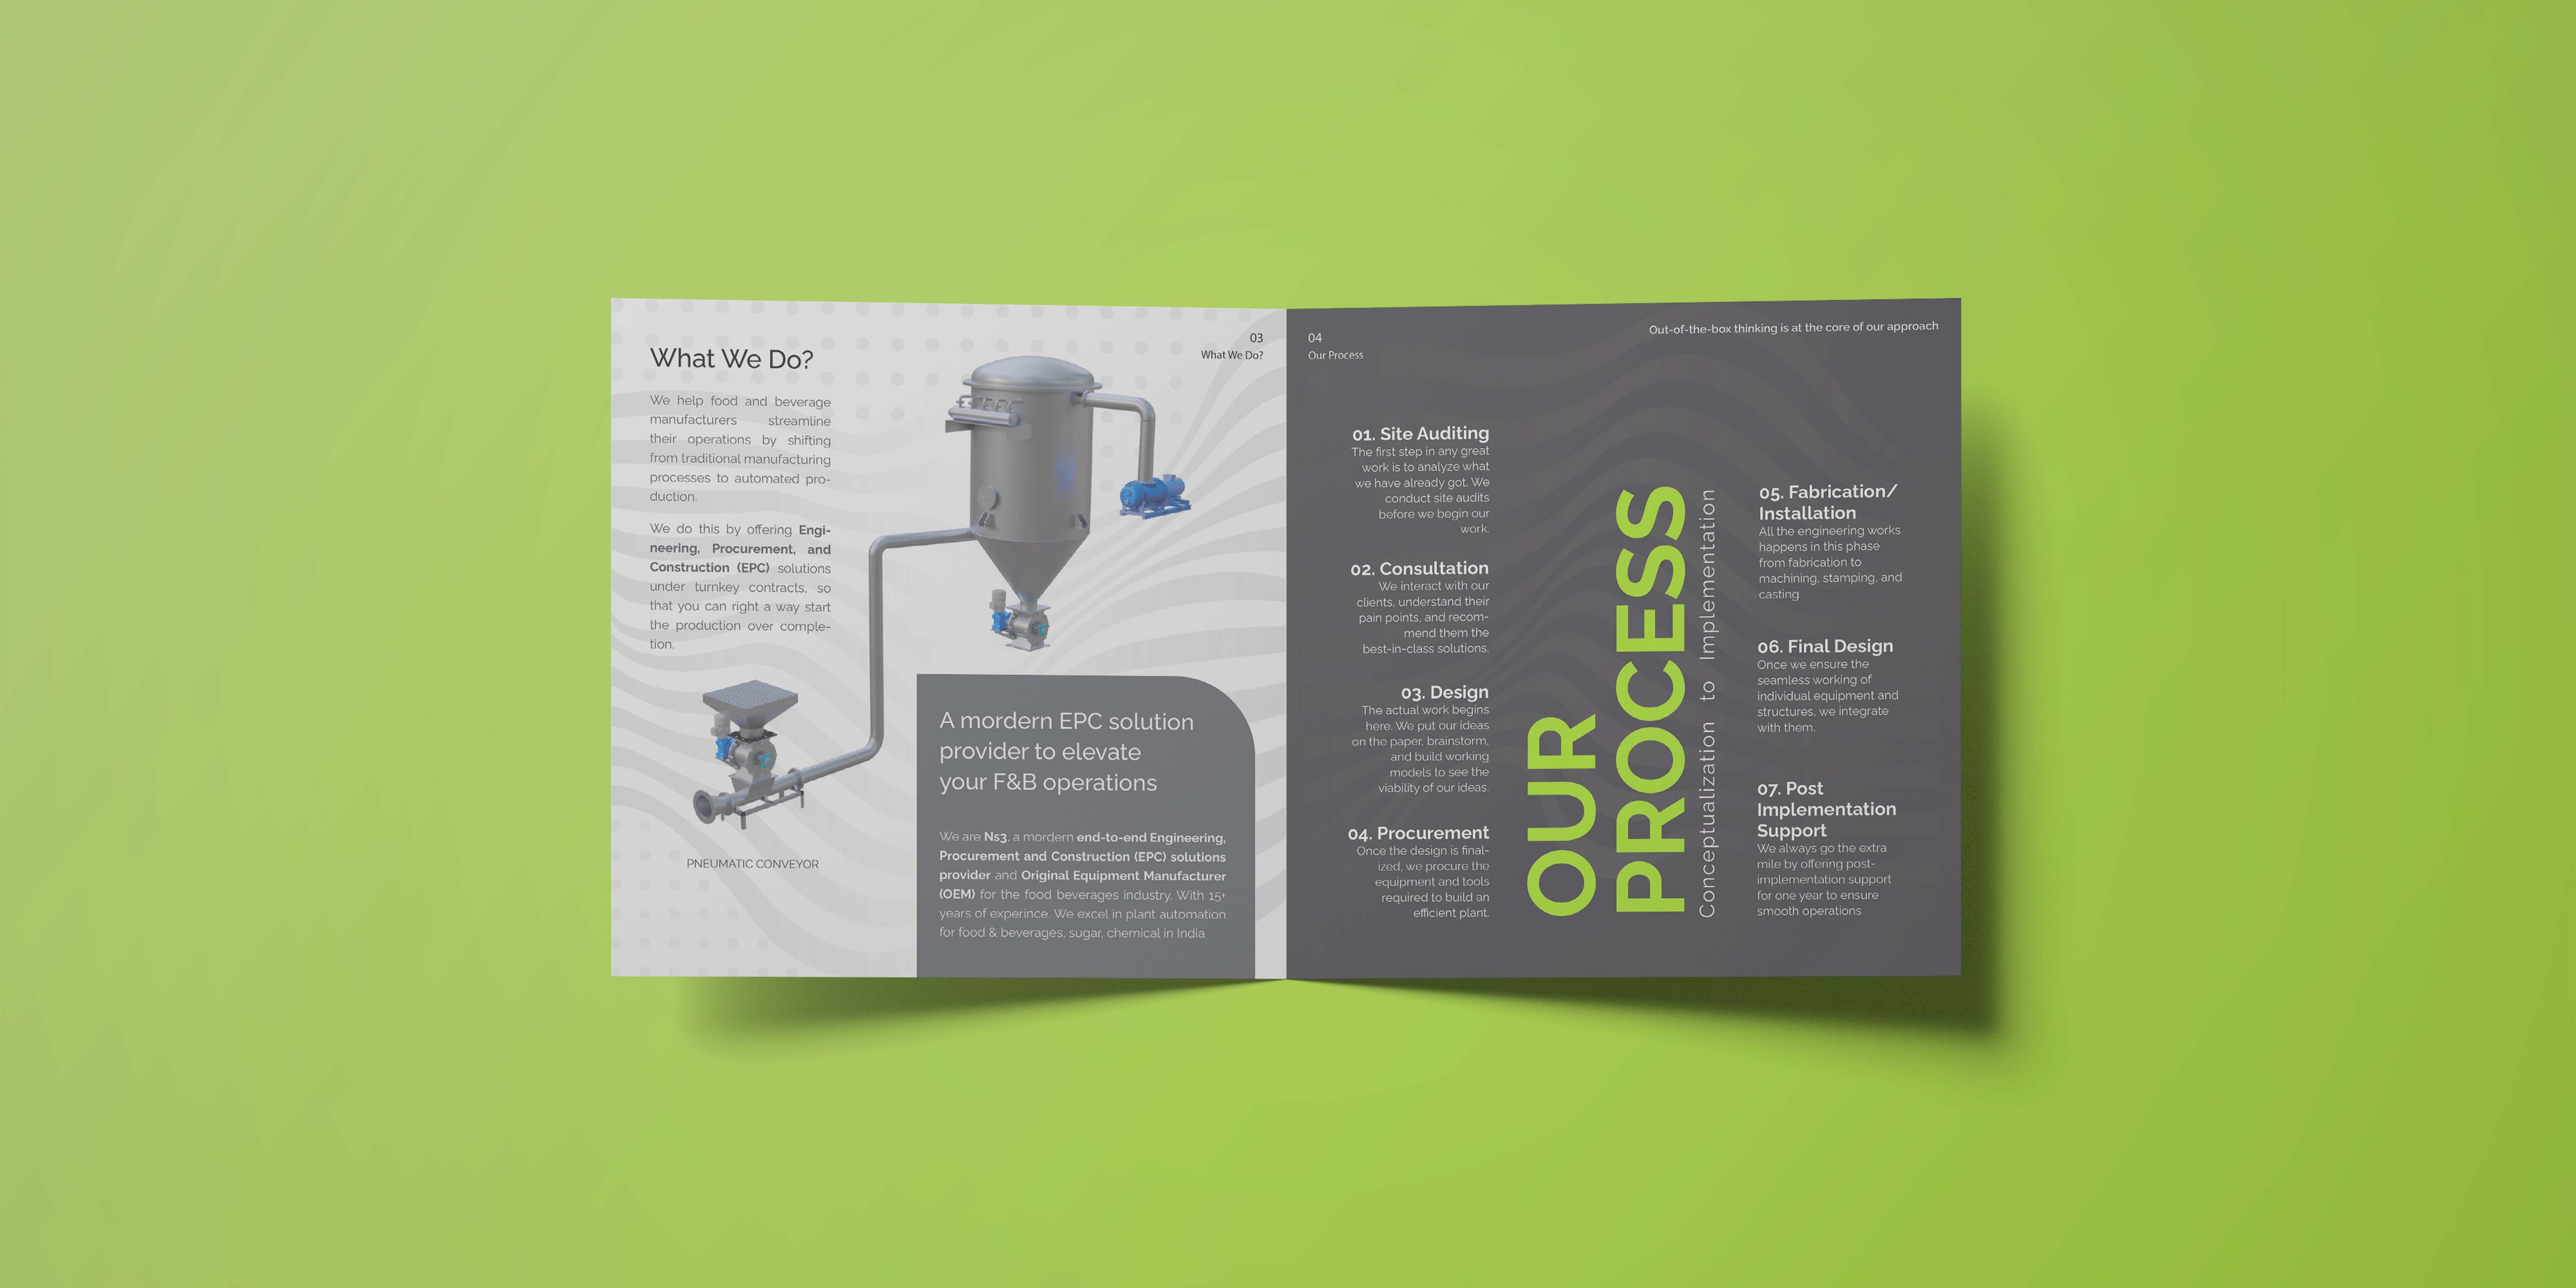 What We Do?
We help food and beverage
manufacturers streamline
their operations by shifting
from traditional manufacturing
processes to automated pro-
duction.
We do this by offering Engi-
neering, Procurement, and
Construction (EPC) solutions
under turnkey contracts, so
that you can right a way start
the production over comple-
tion.
PNEUMATIC CONVEYOR
03
What We Do?
A mordern EPC solution
provider to elevate
your F&B operations
We are Ns3, a mordern end-to-end Engineering,
Procurement and Construction (EPC) solutions
provider and Original Equipment Manufacturer
(OEM) for the food beverages industry. With 15+
years of experince. We excel in plant automation
for food & beverages, sugar, chemical in India
04
Our Process
Out-of-the-box thinking is at the core of our approach
01. Site Auditing
The first step in any great
work is to analyze what
we have already got. We
conduct site audits
before we begin our
work.
02. Consultation
We interact with our
clients, understand their
pain points, and recom-
mend them the
best-in-class solutions.
03. Design
The actual work begins
here. We put our ideas
on the paper, brainstorm,
and build working
models to see the
viability of our ideas.
04. Procurement
Once the design is final-
ized, we procure the
equipment and tools
required to build an
efficient plant.
OUR
PROCESS
Conceptualization to Implementation
05. Fabrication/
Installation
All the engineering works
happens in this phase
from fabrication to
machining, stamping, and
casting
06. Final Design
Once we ensure the
seamless working of
individual equipment and
structures, we integrate
with them.
07. Post
Implementation
Support
We always go the extra
mile by offering post-
implementation support
for one year to ensure
smooth operations